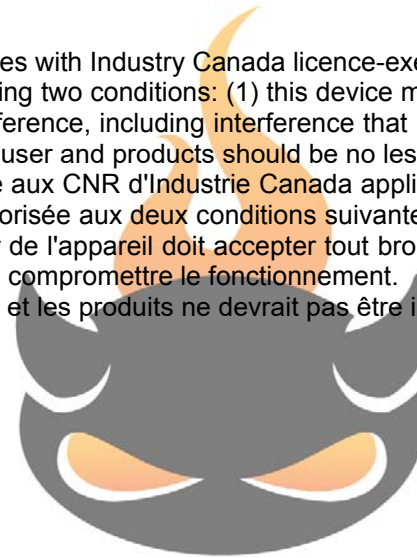 es with Industry Canada licence-exe
ing two conditions: (1) this device m
ference, including interference that
user and products should be no les
e aux CNR d'Industrie Canada appli
orisée aux deux conditions suivante
r de l'appareil doit accepter tout bro
compromettre le fonctionnement.
et les produits ne devrait pas être i